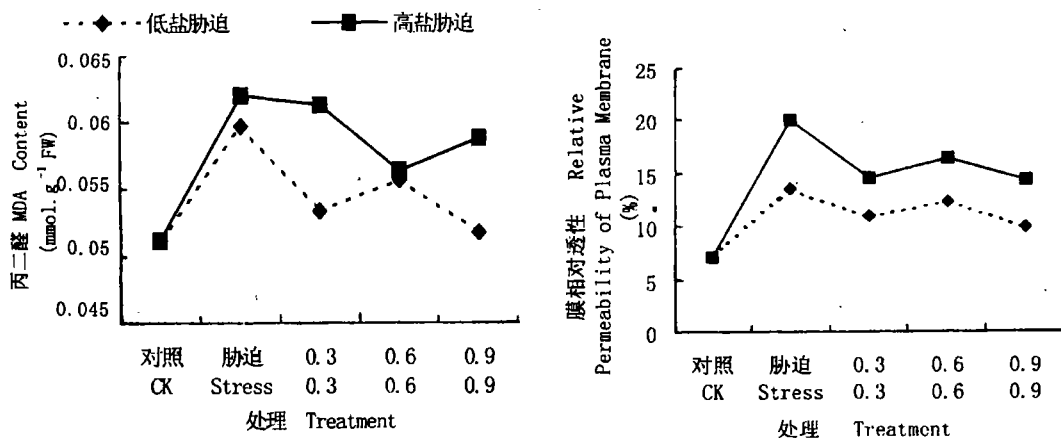 低盐胁迫 高盐胁迫
丙二醛 MDA Content
(mmol.g⁻¹FW)
0.065
0.06
0.055
0.05
0.045
对照 胁迫 0.3 0.6 0.9
CK Stress 0.3 0.6 0.9
处理 Treatment
膜相对透性 Relative
Permeability of Plasma Membrane
(%)
25
20
15
10
5
0
对照 胁迫 0.3 0.6 0.9
CK Stress 0.3 0.6 0.9
处理 Treatment